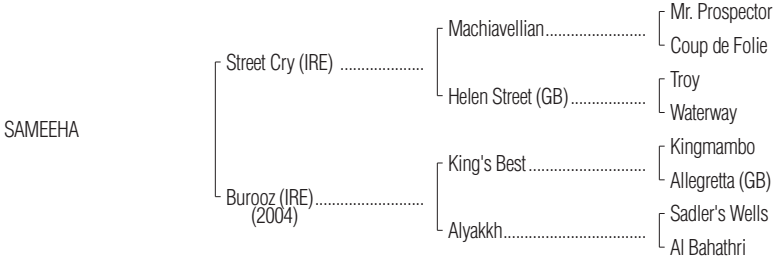 Mr. Prospector
Machiavellian
Coup de Folie
Street Cry (IRE)
Troy
Helen Street (GB)
Waterway
SAMEEHA
Kingmambo
King's Best
Allegretta (GB)
Burooz (IRE)
(2004)
Sadler's Wells
Alyakkh
Al Bahathri